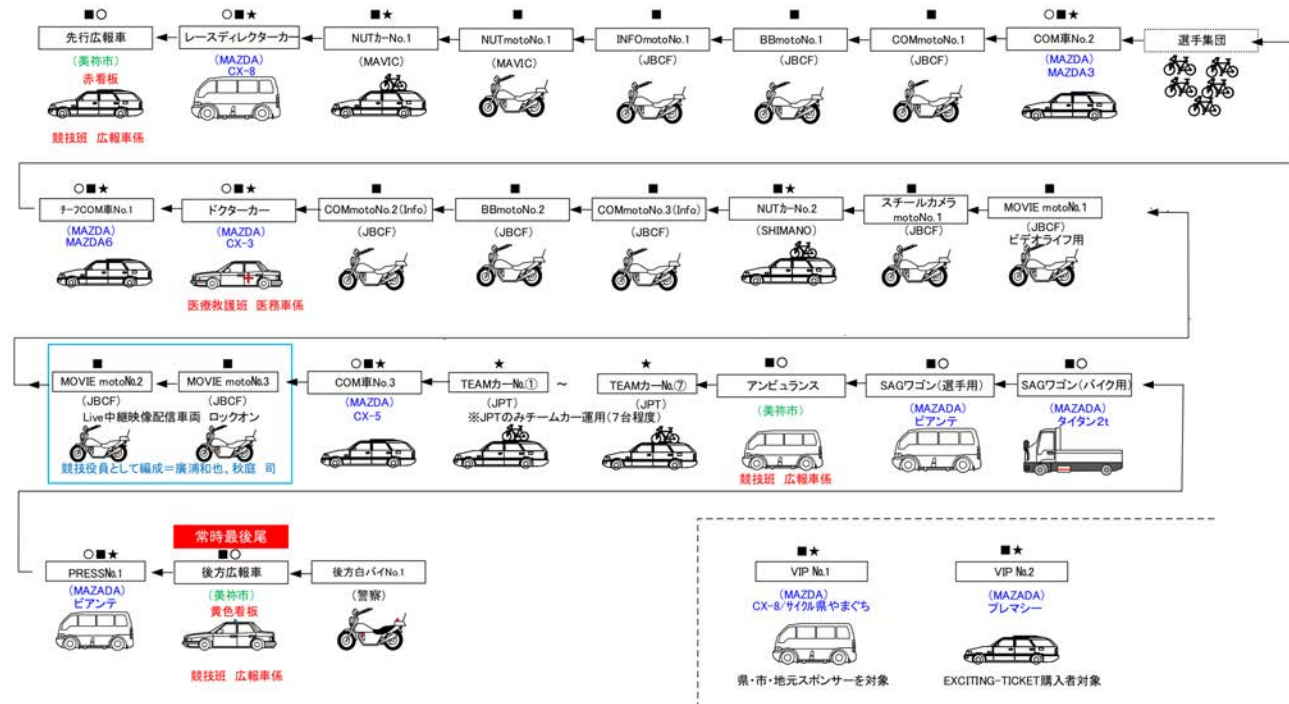 ■○ ○■★ ■★ ■ ■ ■ ■ ○■★
先行広報車 レースディレクターカー NUTカーNo.1 NUTmotoNo.1 INFOmotoNo.1 BBmotoNo.1 COMmotoNo.1 COM車No.2 選手集団
(美祢市) (MAZDA) (MAVIC) (MAVIC) (JBCF) (JBCF) (JBCF) (MAZDA)
赤看板 CX-8 MAZDA3
競技班 広報車係
○■★ ○■★ ■ ■ ■ ■★ ■ ■
チーフCOM車No.1 ドクターカー COMmotoNo.2(Info) BBmotoNo.2 COMmotoNo.3(Info) NUTカーNo.2 スチールカメラ MOVIE moto№1
motoNo.1
(MAZDA) (MAZDA) (JBCF) (JBCF) (JBCF) (SHIMANO) (JBCF) (JBCF)
MAZDA6 CX-3 ビデオライフ用
医療救護班 医務車係
■ ■ ○■★ ★ ★ ■○ ■○ ■○
MOVIE moto№2 MOVIE moto№3 COM車No.3 TEAMカーNo.① ～ TEAMカーNo.⑦ アンビュランス SAGワゴン(選手用) SAGワゴン(バイク用)
(JBCF) (JBCF) (MAZDA) (JPT) (JPT) (美祢市) (MAZADA) (MAZADA)
Live中継映像配信車両 ロックオン CX-5 ※JPTのみチームカー運用(7台程度) ビアンテ タイタン2t
競技役員として編成＝廣浦和也、秋庭 司
競技班 広報車係
常時最後尾
○■★ ■○
PRESS№1 後方広報車 後方白バイNo.1
(MAZADA) (美祢市) (警察)
ビアンテ 黄色看板
競技班 広報車係
■★ ■★
VIP №1 VIP №2
(MAZDA) (MAZADA)
CX-8/サイクル県やまぐち プレマシー
県・市・地元スポンサーを対象 EXCITING-TICKET購入者対象